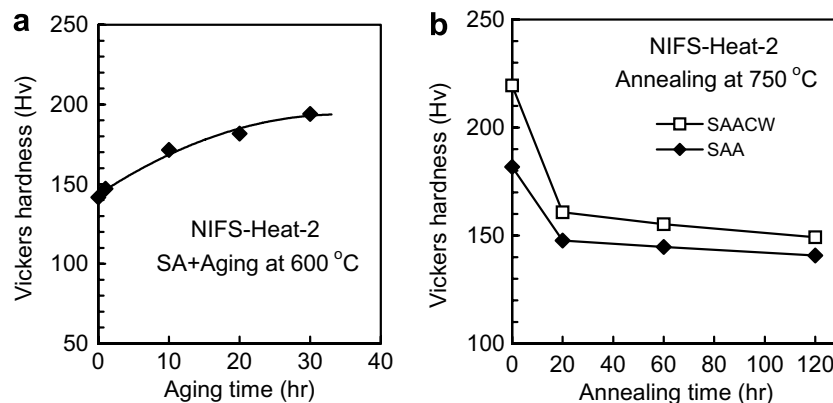 a
Vickers hardness (Hv)
250
200
150
100
50
NIFS-Heat-2
SA+Aging at 600 °C
0 10 20 30 40
Aging time (hr)
b
Vickers hardness (Hv)
250
200
150
100
NIFS-Heat-2
Annealing at 750 °C
SAACW
SAA
0 20 40 60 80 100 120
Annealing time (hr)